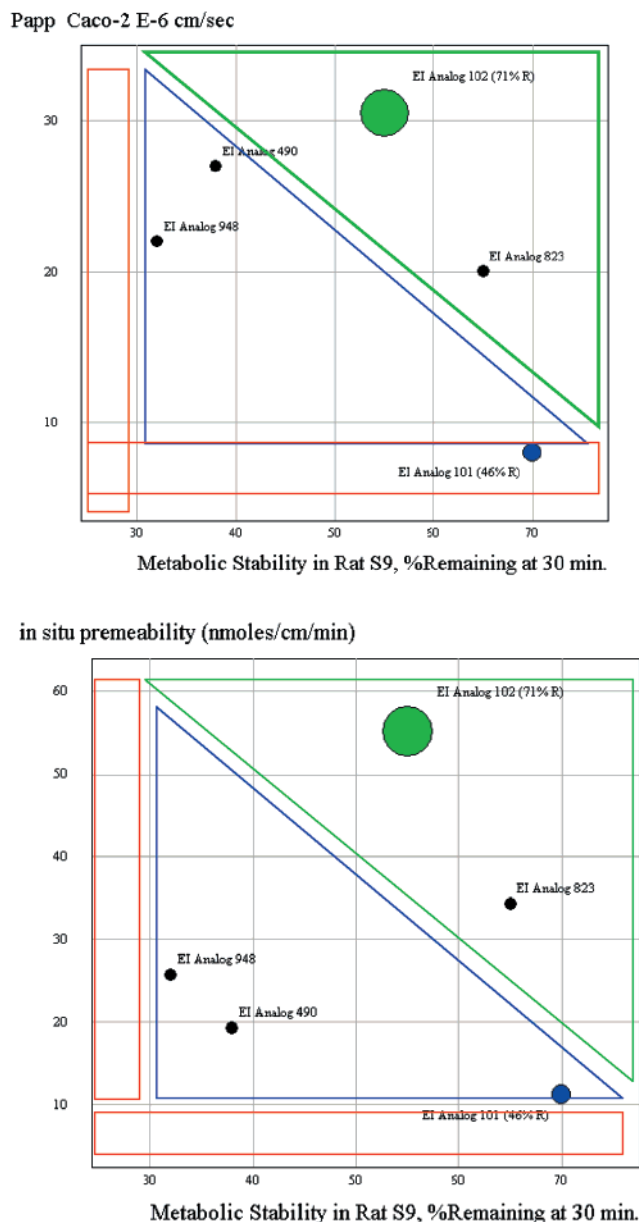 Papp Caco-2 E-6 cm/sec
EI Analog 102 (71% R)
30
EI Analog 490
EI Analog 948
EI Analog 823
20
10
EI Analog 101 (46% R)
30 40 50 60 70
Metabolic Stability in Rat S9, %Remaining at 30 min.
in situ premeability (nmoles/cm/min)
60
EI Analog 102 (71% R)
50
40
EI Analog 823
30
EI Analog 948
EI Analog 490
20
10
EI Analog 101 (46% R)
30 40 50 60 70
Metabolic Stability in Rat S9, %Remaining at 30 min.